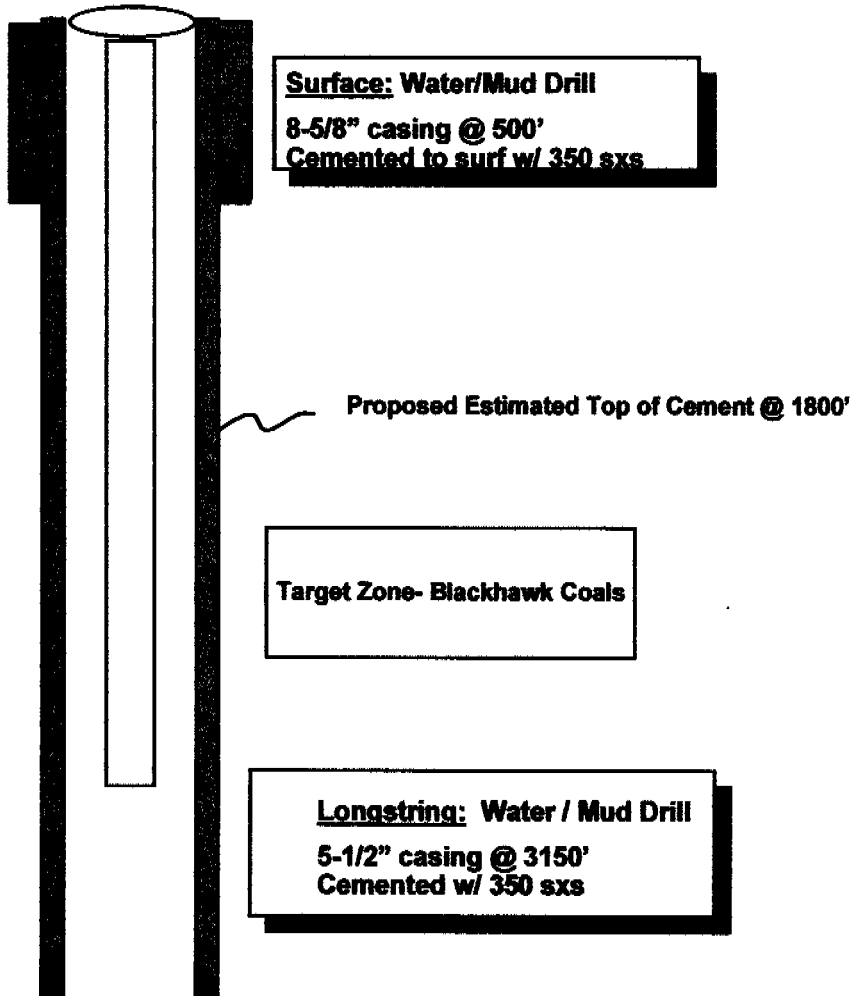 Surface: Water/Mud Drill
8-5/8" casing @ 500'
Cemented to surf w/ 350 sxs
Proposed Estimated Top of Cement @ 1800'
Target Zone- Blackhawk Coals
Longstring: Water / Mud Drill
5-1/2" casing @ 3150'
Cemented w/ 350 sxs